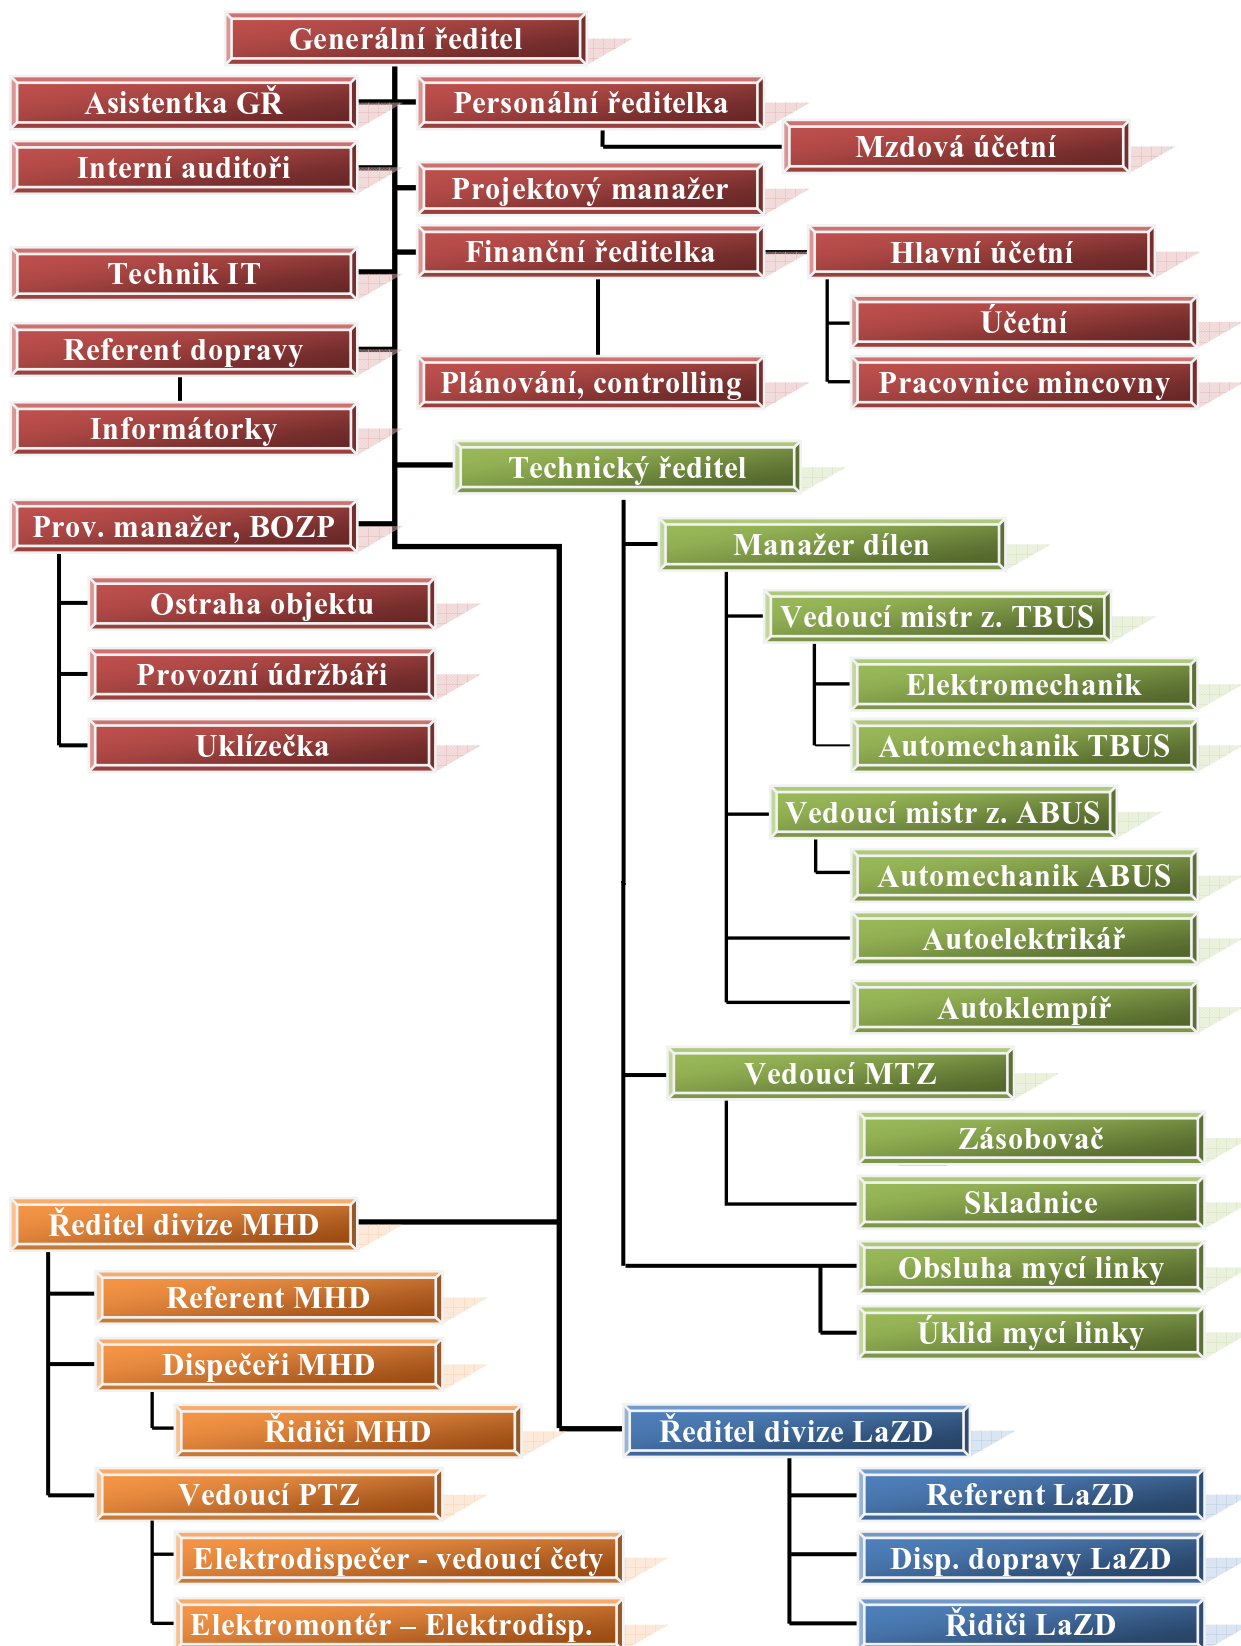 Generální ředitel
Asistentka GŘ
Personální ředitelka
Mzdová účetní
Interní auditoři
Projektový manažer
Finanční ředitelka
Hlavní účetní
Technik IT
Účetní
Referent dopravy
Plánování, controlling
Pracovnice mincovny
Informátorky
Technický ředitel
Prov. manažer, BOZP
Manažer dílen
Ostraha objektu
Vedoucí mistr z. TBUS
Provozní údržbáři
Elektromechanik
Uklízečka
Automechanik TBUS
Vedoucí mistr z. ABUS
Automechanik ABUS
Autoelektrikář
Autoklempíř
Vedoucí MTZ
Zásobovač
Skladnice
Ředitel divize MHD
Obsluha mycí linky
Referent MHD
Úklid mycí linky
Dispečeři MHD
Řidiči MHD
Ředitel divize LaZD
Vedoucí PTZ
Referent LaZD
Elektrodispečer - vedoucí čety
Disp. dopravy LaZD
Elektromontér – Elektrodisp.
Řidiči LaZD